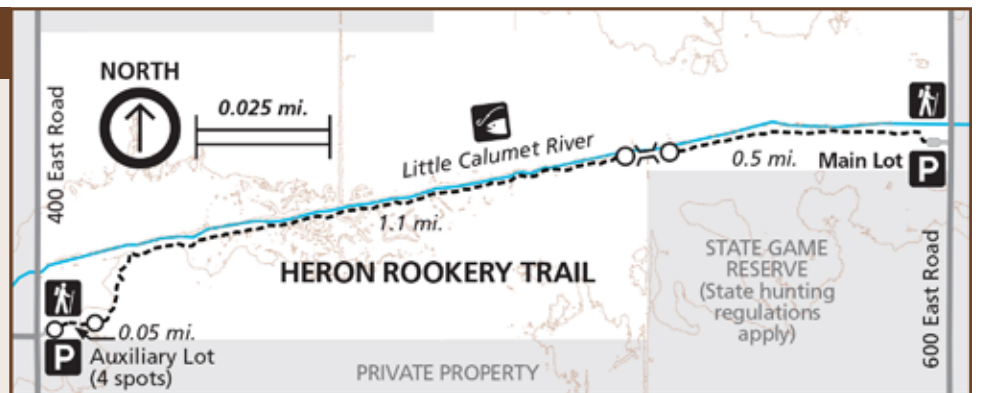 NORTH
0.025 mi.
400 East Road
Little Calumet River
0.5 mi.
Main Lot
P
1.1 mi.
HERON ROOKERY TRAIL
STATE GAME
RESERVE
(State hunting
regulations
apply)
600 East Road
0.05 mi.
P
Auxiliary Lot
(4 spots)
PRIVATE PROPERTY